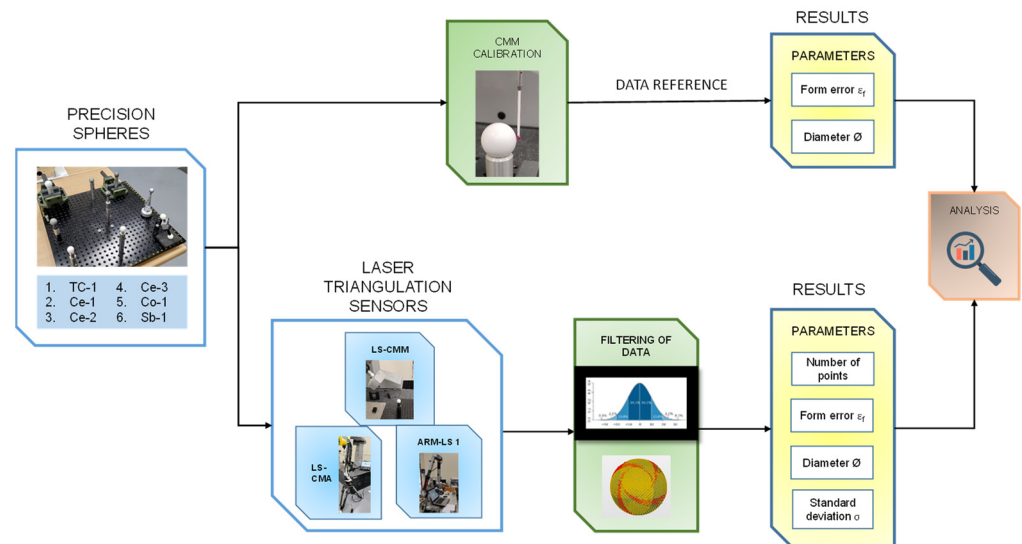 PRECISION
SPHERES
1. TC-1 4. Ce-3
2. Ce-1 5. Co-1
3. Ce-2 6. Sb-1
CMM
CALIBRATION
DATA REFERENCE
RESULTS
PARAMETERS
Form error εf
Diameter Ø
LASER
TRIANGULATION
SENSORS
LS-CMM
LS-
CMA
ARM-LS 1
FILTERING OF
DATA
RESULTS
PARAMETERS
Number of
points
Form error εf
Diameter Ø
Standard
deviation σ
ANALYSIS